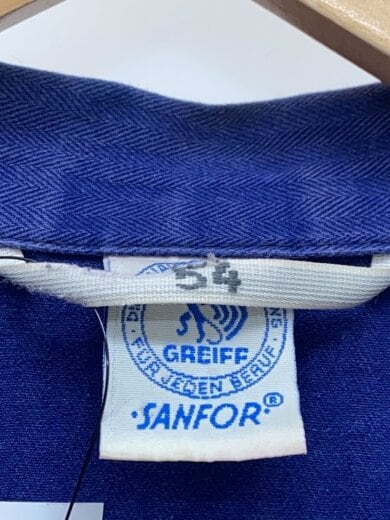 54
GREIFF
FÜR JEDEN BERUF
·SANFOR·®